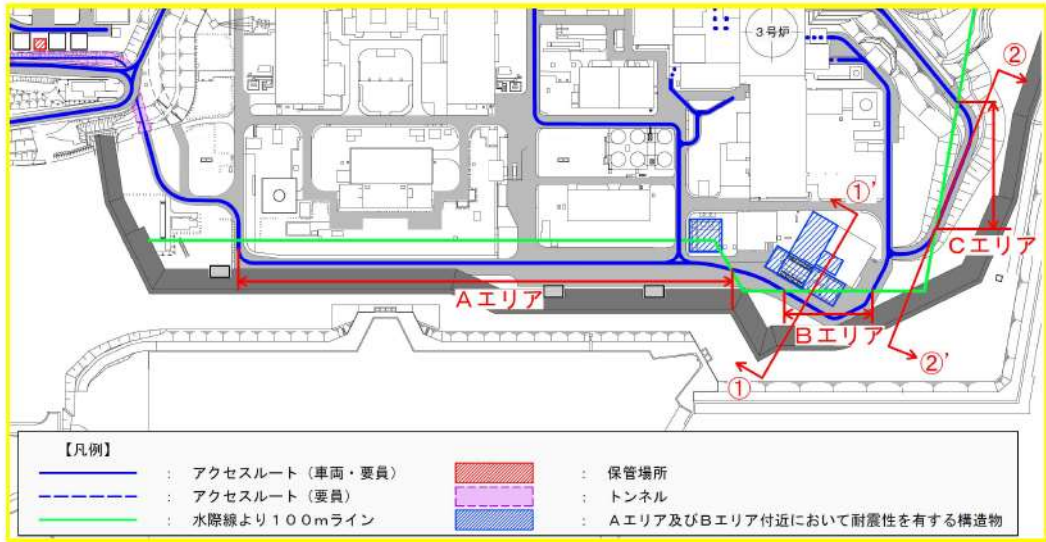 3号炉
②
①'
Cエリア
Aエリア
Bエリア
①
②'
【凡例】
: アクセスルート（車両・要員）
: アクセスルート（要員）
: 水際線より１００ｍライン
: 保管場所
: トンネル
: Ａエリア及びＢエリア付近において耐震性を有する構造物